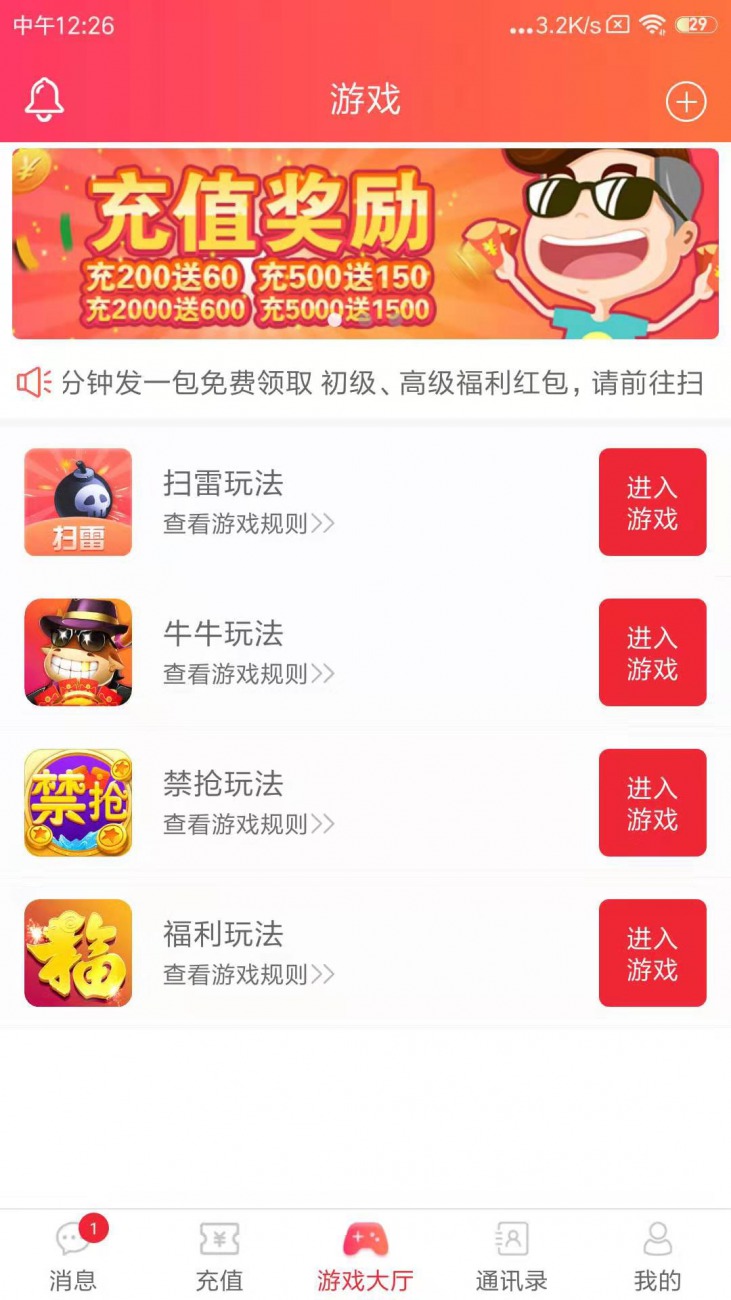 中午12:26
...3.2K/s
29
游戏
充值奖励
充200送60 充500送150
充2000送600 充5000送1500
分钟发一包免费领取 初级、高级福利红包，请前往扫
扫雷
扫雷玩法
查看游戏规则>>
进入
游戏
牛牛玩法
查看游戏规则>>
进入
游戏
禁抢
禁抢玩法
查看游戏规则>>
进入
游戏
福
福利玩法
查看游戏规则>>
进入
游戏
1
消息
充值
游戏大厅
通讯录
我的